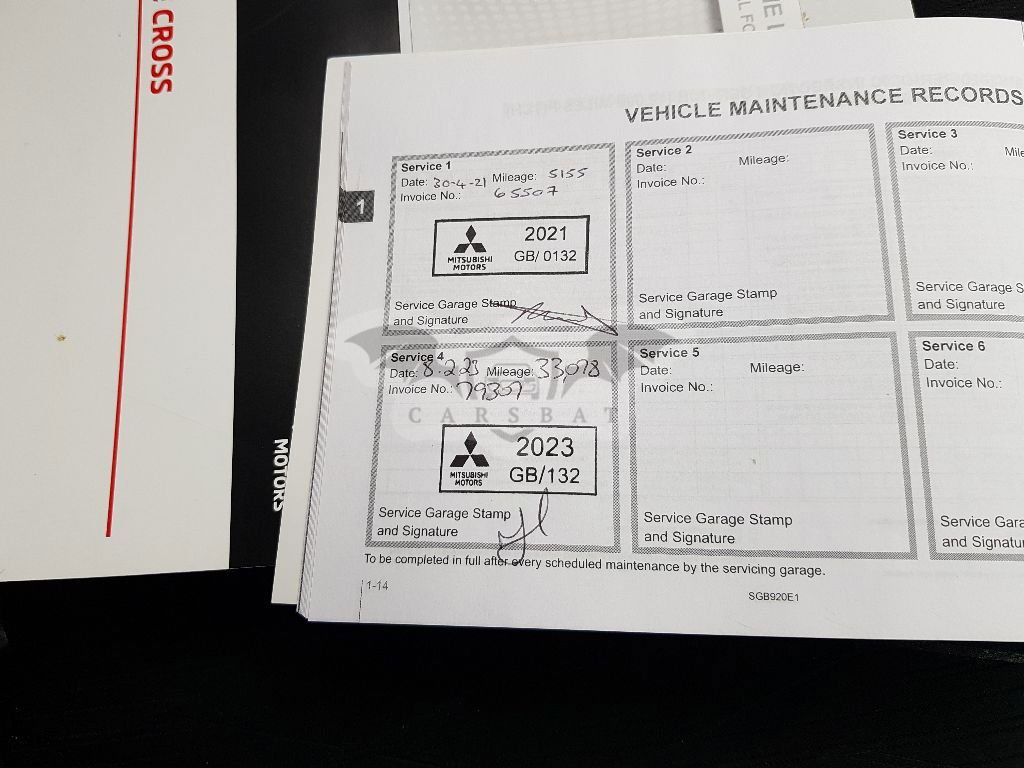 CROSS
MOTORS
VEHICLE MAINTENANCE RECORDS
1
Service 1
Date: 30-4-21 Mileage: 5155
Invoice No.: 65507
MITSUBISHI
MOTORS
2021
GB/ 0132
Service Garage Stamp
and Signature
Service 2
Date: Mileage:
Invoice No.:
Service Garage Stamp
and Signature
Service 3
Date: Mile
Invoice No.:
Service Garage S
and Signature
Service 4
Date: 8.2.23 Mileage: 33,078
Invoice No.: 79307
MITSUBISHI
MOTORS
2023
GB/132
Service Garage Stamp
and Signature
Service 5
Date: Mileage:
Invoice No.:
Service Garage Stamp
and Signature
Service 6
Date:
Invoice No.:
Service Gara
and Signatu
CARSBAT
To be completed in full after every scheduled maintenance by the servicing garage.
1-14
SGB920E1